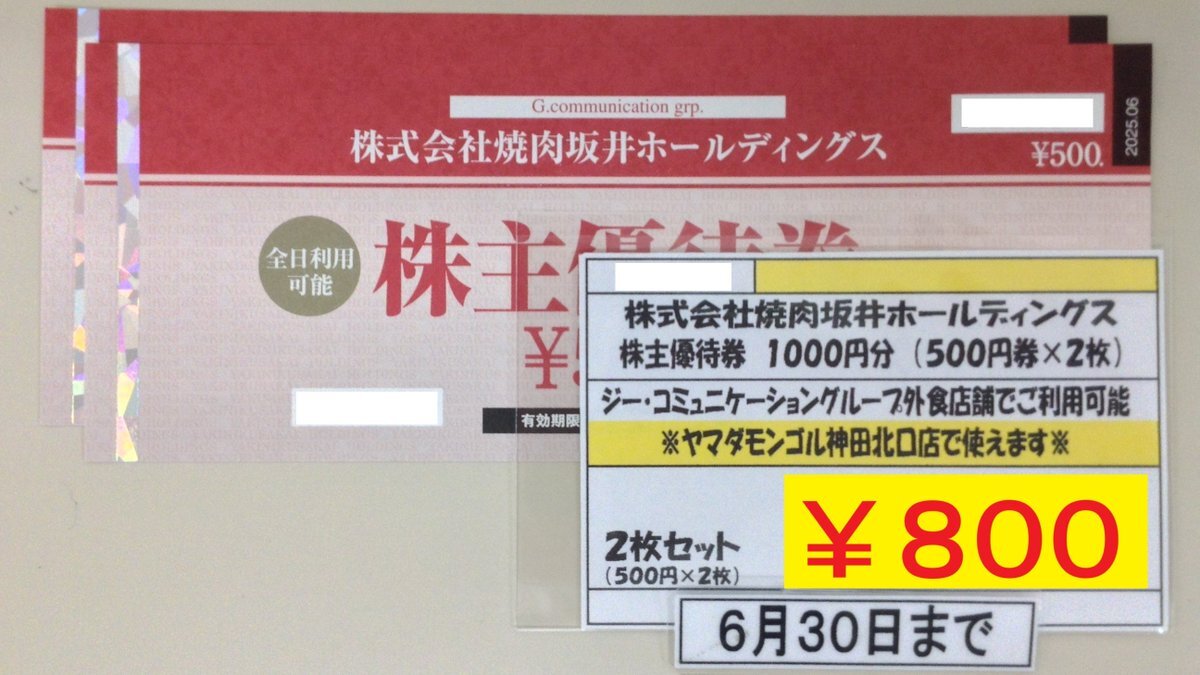 G.communication grp.
株式会社焼肉坂井ホールディングス
¥500.
2025.06
全日利用
可能
株主優待券
有効期限
株式会社焼肉坂井ホールディングス
株主優待券 1000円分(500円券×2枚)
ジー・コミュニケーショングループ外食店舗でご利用可能
※ヤマダモンゴル神田北口店で使えます※
2枚セット
(500円×2枚)
¥800
6月30日まで